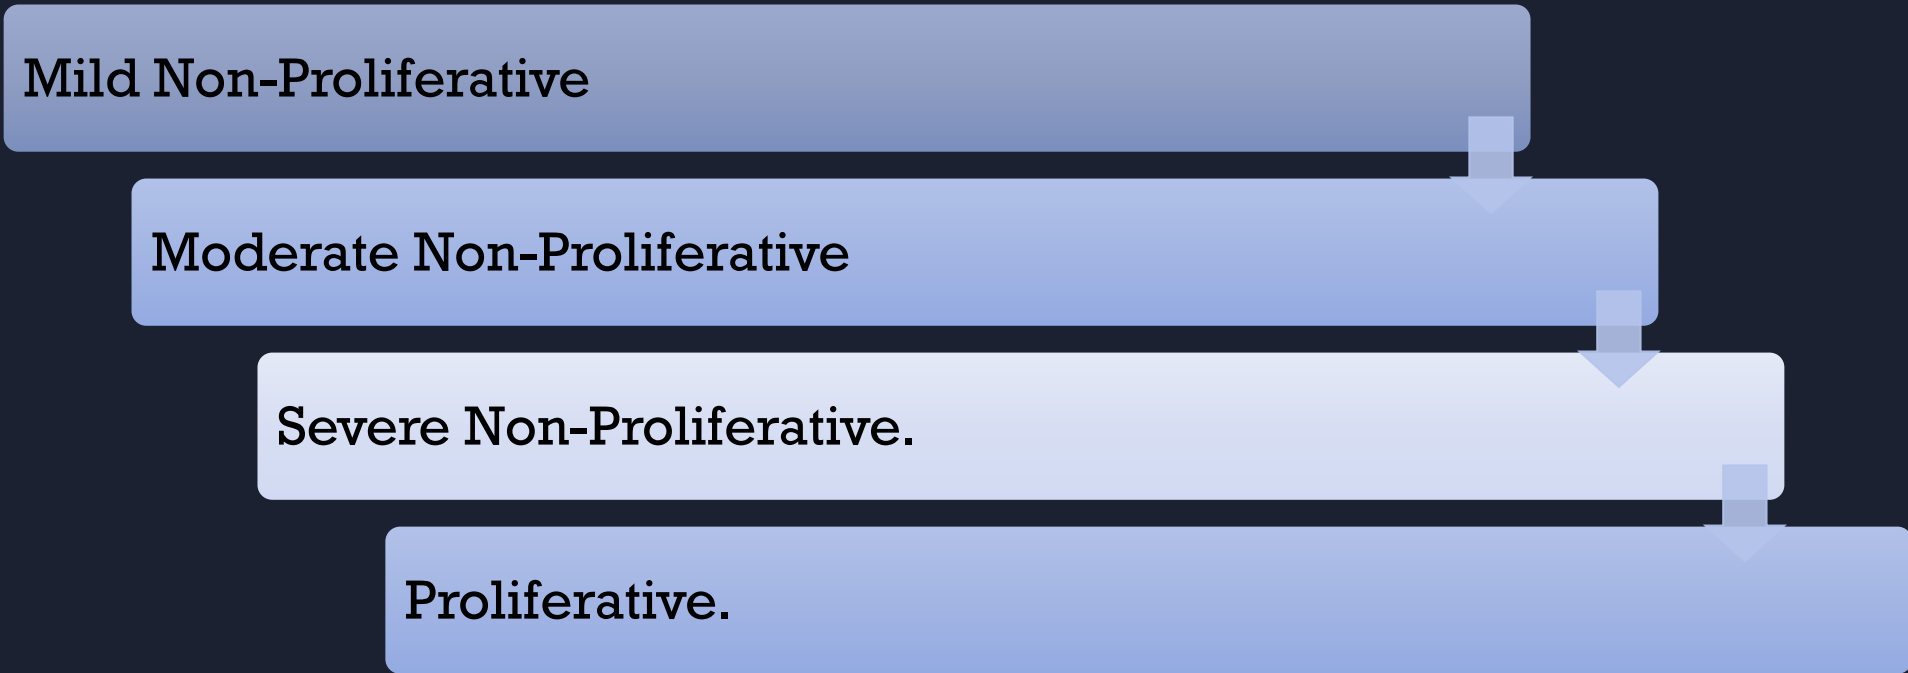 Mild Non-Proliferative
Moderate Non-Proliferative
Severe Non-Proliferative.
Proliferative.